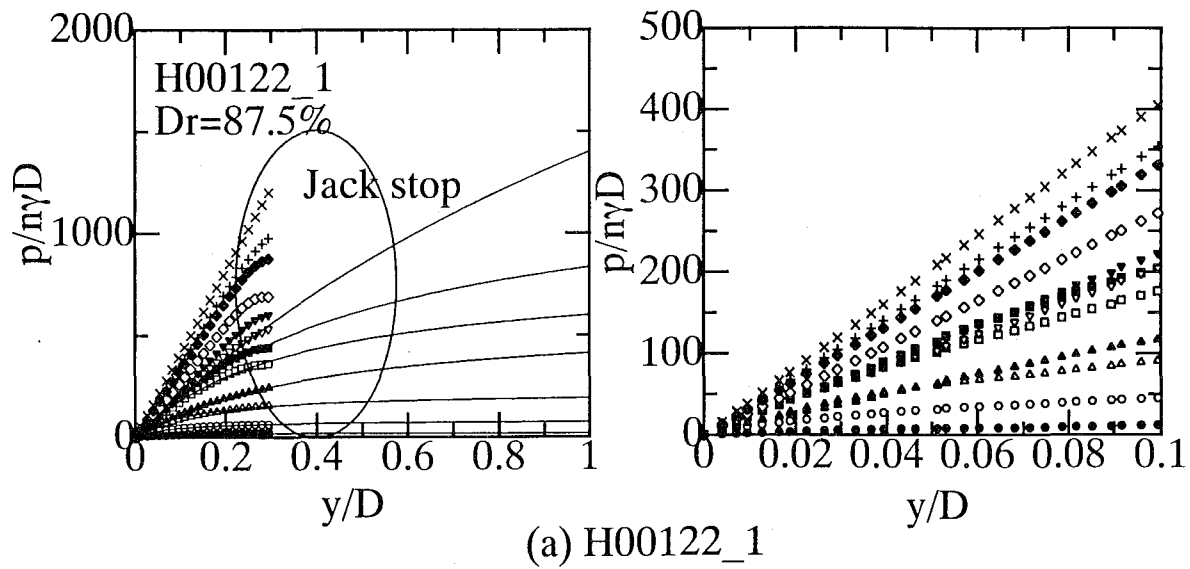 2000
1000
0
p/nγD
H00122_1
Dr=87.5%
Jack stop
0 0.2 0.4 0.6 0.8 1
y/D
500
400
300
200
100
0
p/nγD
0 0.02 0.04 0.06 0.08 0.1
y/D
(a) H00122_1